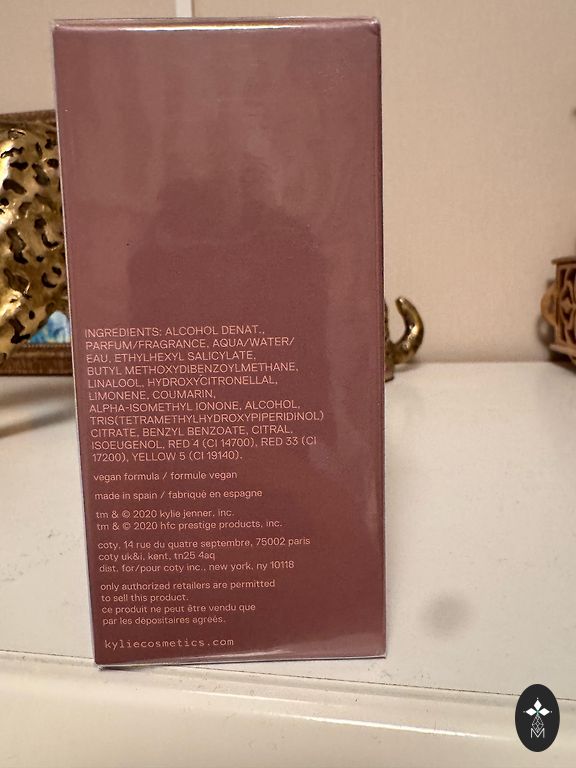 INGREDIENTS: ALCOHOL DENAT.,
PARFUM/FRAGRANCE, AQUA/WATER/
EAU, ETHYLHEXYL SALICYLATE,
BUTYL METHOXYDIBENZOYLMETHANE,
LINALOOL, HYDROXYCITRONELLAL,
LIMONENE, COUMARIN,
ALPHA-ISOMETHYL IONONE, ALCOHOL,
TRIS(TETRAMETHYLHYDROXYPIPERIDINOL)
CITRATE, BENZYL BENZOATE, CITRAL,
ISOEUGENOL, RED 4 (CI 14700), RED 33 (CI
17200), YELLOW 5 (CI 19140).
vegan formula / formule vegan
made in spain / fabriqué en espagne
tm & © 2020 kylie jenner, inc.
tm & © 2020 hfc prestige products, inc.
coty, 14 rue du quatre septembre, 75002 paris
coty uk&i, kent, tn25 4aq
dist. for/pour coty inc., new york, ny 10118
only authorized retailers are permitted
to sell this product.
ce produit ne peut être vendu que
par les dépositaires agréés.
kyliecosmetics.com
M